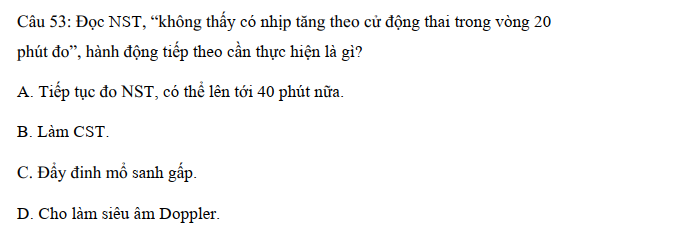 Câu 53: Đọc NST, “không thấy có nhịp tăng theo cử động thai trong vòng 20
phút đo”, hành động tiếp theo cần thực hiện là gì?
A. Tiếp tục đo NST, có thể lên tới 40 phút nữa.
B. Làm CST.
C. Đẩy đinh mổ sanh gấp.
D. Cho làm siêu âm Doppler.